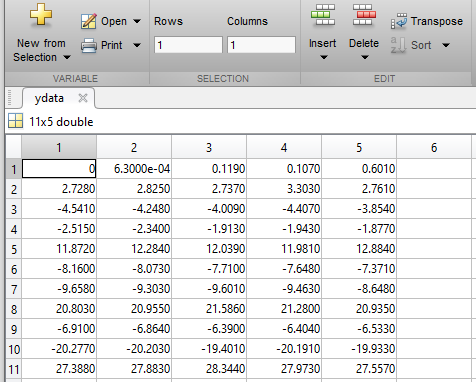 Open Rows Columns Transpose
New from Selection Print 1 1 Insert Delete Sort
VARIABLE SELECTION EDIT
ydata
11x5 double
1 2 3 4 5 6
1 0 6.3000e-04 0.1190 0.1070 0.6010
2 2.7280 2.8250 2.7370 3.3030 2.7610
3 -4.5410 -4.2480 -4.0090 -4.4070 -3.8540
4 -2.5150 -2.3400 -1.9130 -1.9430 -1.8770
5 11.8720 12.2840 12.0390 11.9810 12.8840
6 -8.1600 -8.0730 -7.7100 -7.6480 -7.3710
7 -9.6580 -9.3030 -9.6010 -9.4630 -8.6480
8 20.8030 20.9550 21.5860 21.2800 20.9350
9 -6.9100 -6.8640 -6.3900 -6.4040 -6.5330
10 -20.2770 -20.2030 -19.4010 -20.1910 -19.9330
11 27.3880 27.8830 28.3440 27.9730 27.5570